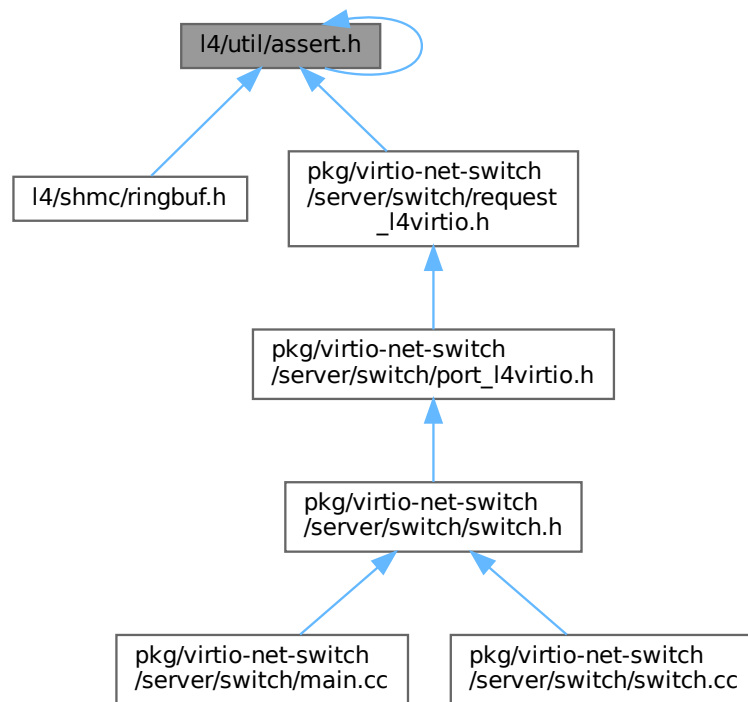 l4/util/assert.h
l4/shmc/ringbuf.h
pkg/virtio-net-switch
/server/switch/request
_l4virtio.h
pkg/virtio-net-switch
/server/switch/port_l4virtio.h
pkg/virtio-net-switch
/server/switch/switch.h
pkg/virtio-net-switch
/server/switch/main.cc
pkg/virtio-net-switch
/server/switch/switch.cc